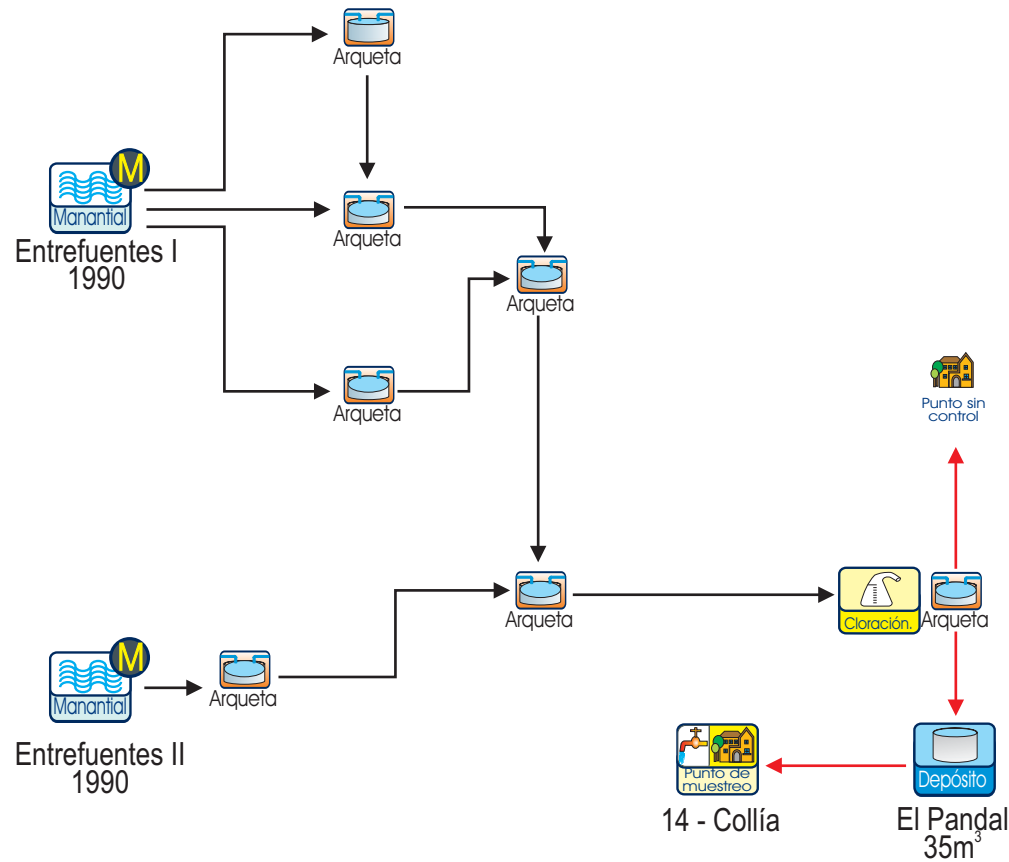 Arqueta
M
Manantial
Entrefuentes I
1990
Arqueta
Arqueta
Arqueta
Punto sin
control
Arqueta
Cloración.
Arqueta
M
Manantial
Arqueta
Entrefuentes II
1990
Punto de
muestreo
14 - Collía
Depósito
El Pandal
35m³